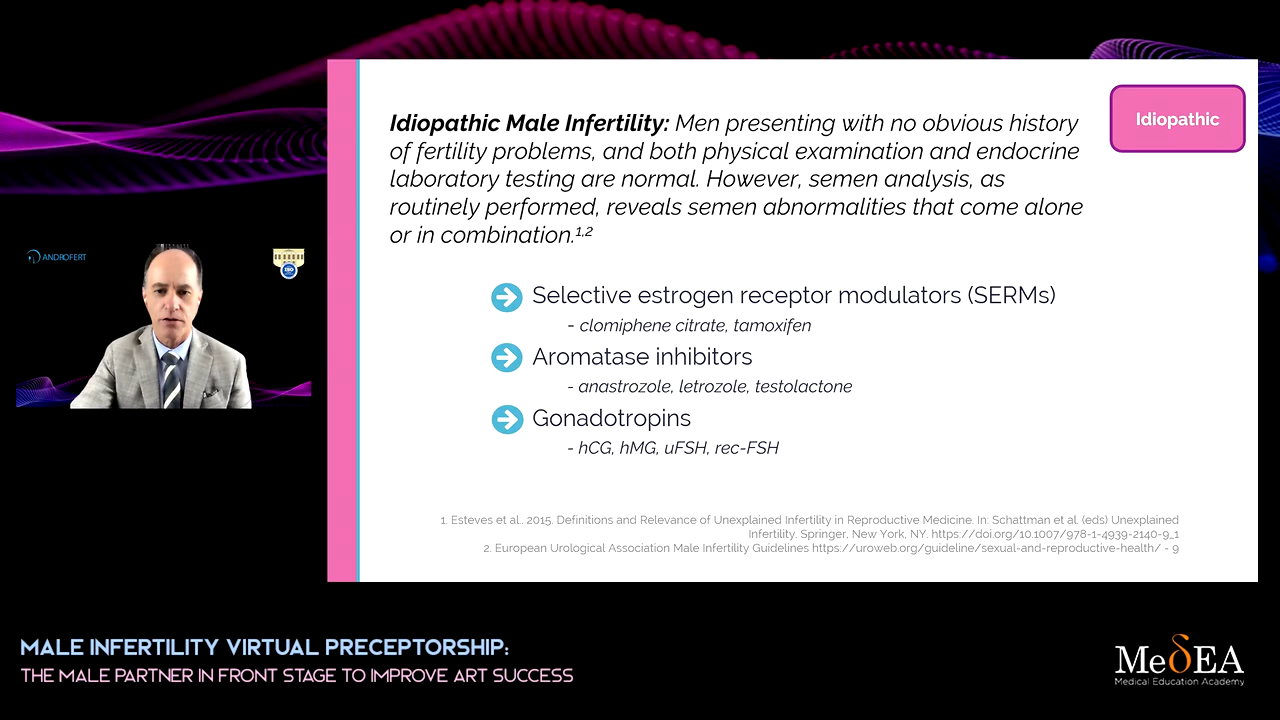 Idiopathic
Idiopathic Male Infertility: Men presenting with no obvious history
of fertility problems, and both physical examination and endocrine
laboratory testing are normal. However, semen analysis, as
routinely performed, reveals semen abnormalities that come alone
or in combination.1,2
ANDROFERT
ISO
Selective estrogen receptor modulators (SERMs)
- clomiphene citrate, tamoxifen
Aromatase inhibitors
- anastrozole, letrozole, testolactone
Gonadotropins
- hCG, hMG, uFSH, rec-FSH
1. Esteves et al.. 2015. Definitions and Relevance of Unexplained Infertility in Reproductive Medicine. In: Schattman et al. (eds) Unexplained
Infertility. Springer, New York, NY. https://doi.org/10.1007/978-1-4939-2140-9_1
2. European Urological Association Male Infertility Guidelines https://uroweb.org/guideline/sexual-and-reproductive-health/ - 9
MALE INFERTILITY VIRTUAL PRECEPTORSHIP:
THE MALE PARTNER IN FRONT STAGE TO IMPROVE ART SUCCESS
MeδEA
Medical Education Academy